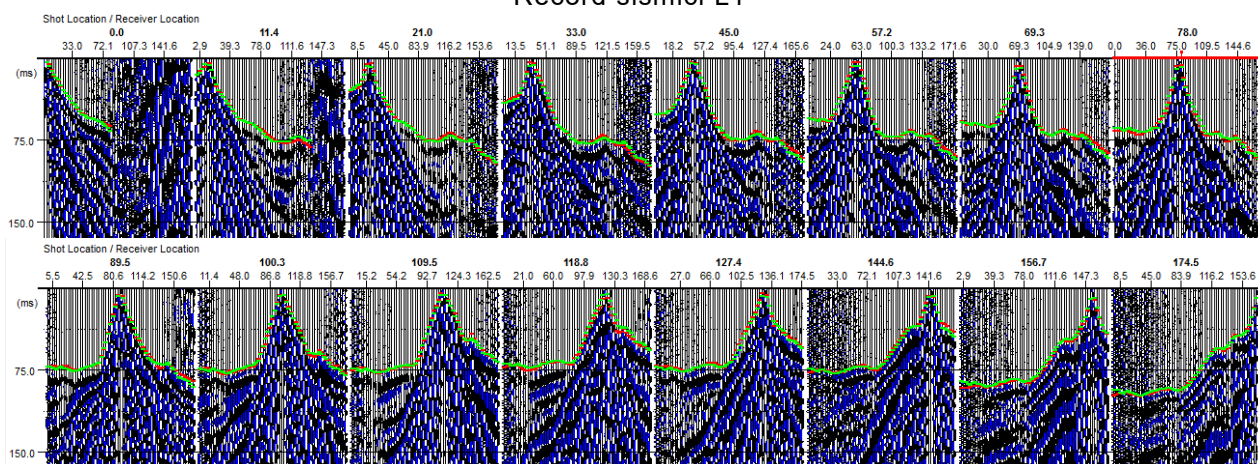 Shot Location / Receiver Location
0.0 11.4 21.0 33.0 45.0 57.2 69.3 78.0
33.0 72.1 107.3 141.6 2.9 39.3 78.0 111.6 147.3 8.5 45.0 83.9 116.2 153.6 13.5 51.1 89.5 121.5 159.5 18.2 57.2 95.4 127.4 165.6 24.0 63.0 100.3 133.2 171.6 30.0 69.3 104.9 139.0 0.0 36.0 75.0 109.5 144.6
(ms)
75.0
150.0
Shot Location / Receiver Location
89.5 100.3 109.5 118.8 127.4 144.6 156.7 174.5
5.5 42.5 80.6 114.2 150.6 11.4 48.0 86.8 118.8 156.7 15.2 54.2 92.7 124.3 162.5 21.0 60.0 97.9 130.3 168.6 27.0 66.0 102.5 136.1 174.5 33.0 72.1 107.3 141.6 2.9 39.3 78.0 111.6 147.3 8.5 45.0 83.9 116.2 153.6
(ms)
75.0
150.0